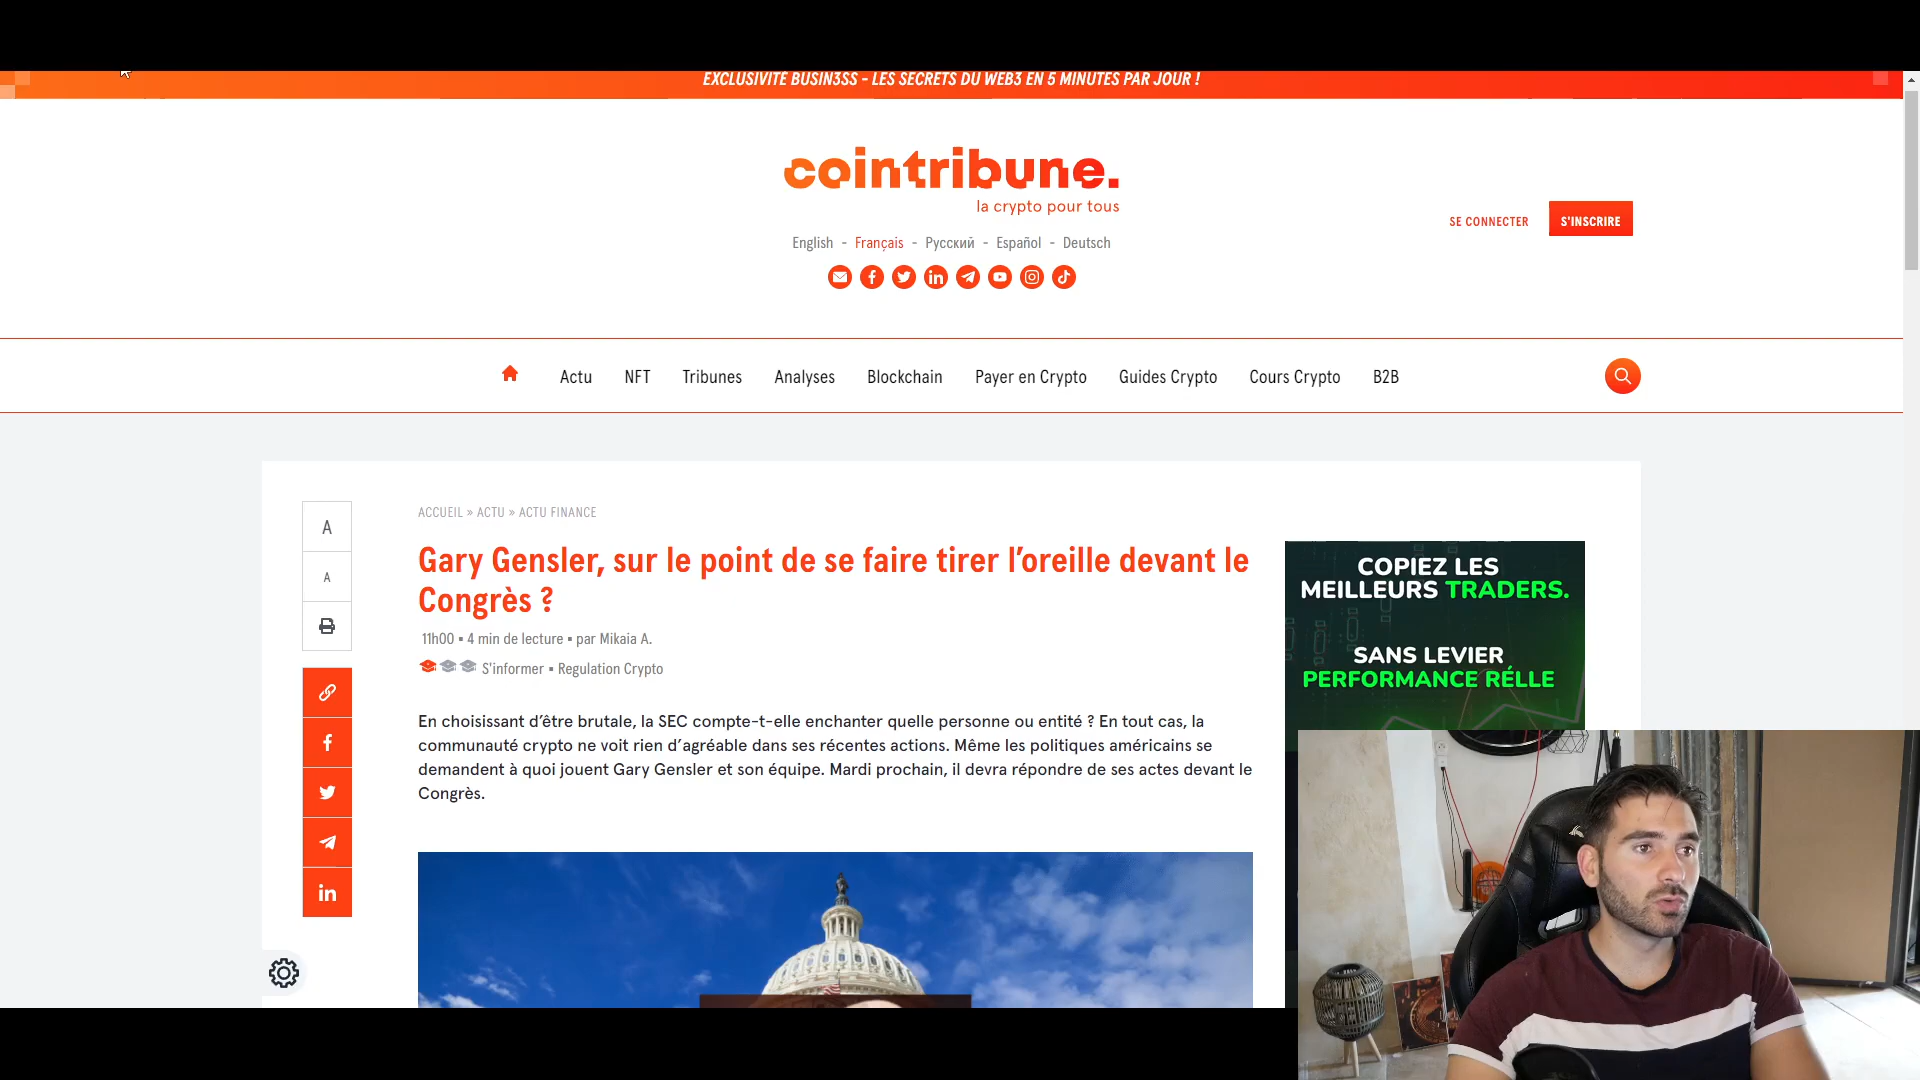 EXCLUSIVITÉ BUSIN3SS - LES SECRETS DU WEB3 EN 5 MINUTES PAR JOUR !
cointribune.
la crypto pour tous
SE CONNECTER
S'INSCRIRE
English - Français - Русский - Español - Deutsch
Actu
NFT
Tribunes
Analyses
Blockchain
Payer en Crypto
Guides Crypto
Cours Crypto
B2B
A
A
ACCUEIL » ACTU » ACTU FINANCE
Gary Gensler, sur le point de se faire tirer l’oreille devant le
Congrès ?
11h00 ▪ 4 min de lecture ▪ par Mikaia A.
S'informer ▪ Regulation Crypto
En choisissant d’être brutale, la SEC compte-t-elle enchanter quelle personne ou entité ? En tout cas, la
communauté crypto ne voit rien d’agréable dans ses récentes actions. Même les politiques américains se
demandent à quoi jouent Gary Gensler et son équipe. Mardi prochain, il devra répondre de ses actes devant le
Congrès.
COPIEZ LES
MEILLEURS TRADERS.
SANS LEVIER
PERFORMANCE RÉLLE